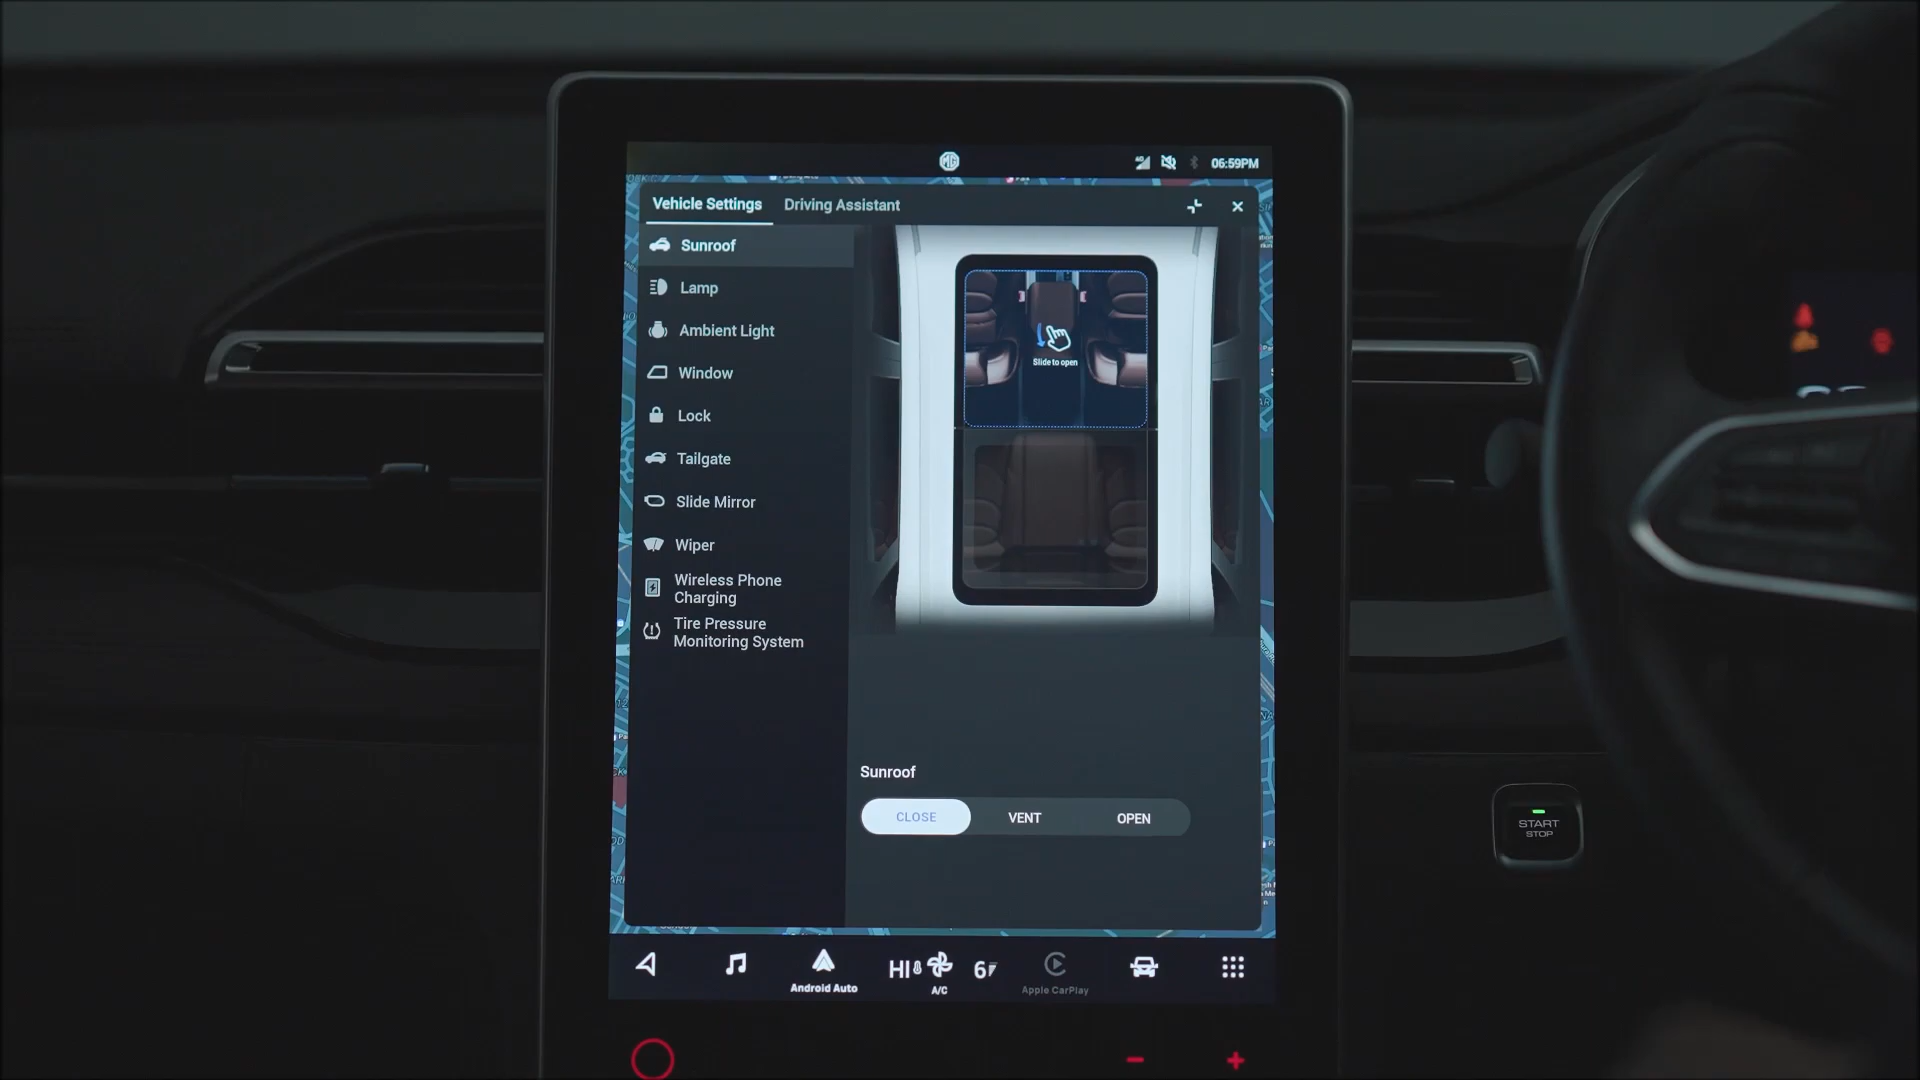 MG
4G
06:59PM
Vehicle Settings
Driving Assistant
Sunroof
Lamp
Ambient Light
Window
Lock
Tailgate
Slide Mirror
Wiper
Wireless Phone
Charging
Tire Pressure
Monitoring System
Slide to open
Sunroof
CLOSE
VENT
OPEN
START
STOP
Android Auto
HI
A/C
6
Apple CarPlay